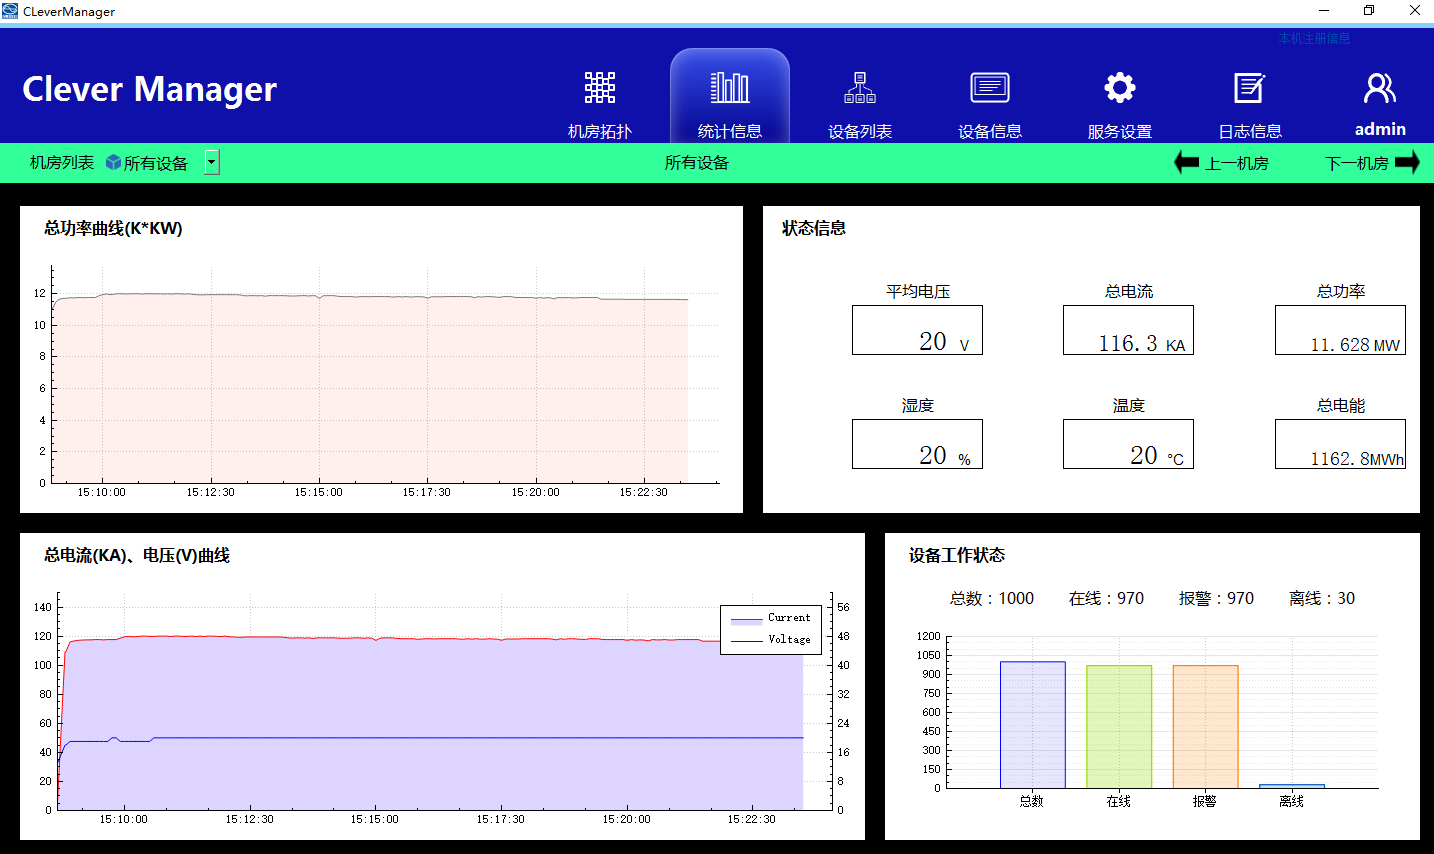 CLeverManager
本机注册信息
Clever Manager
机房拓扑
统计信息
设备列表
设备信息
服务设置
日志信息
admin
机房列表 所有设备
所有设备
上一机房
下一机房
总功率曲线(K*KW)
12
10
8
6
4
2
0
15:10:00 15:12:30 15:15:00 15:17:30 15:20:00 15:22:30
状态信息
平均电压 总电流 总功率
20 V 116.3 KA 11.628 MW
湿度 温度 总电能
20 % 20 °C 1162.8MWh
总电流(KA)、电压(V)曲线
140
120
100
80
60
40
20
0
56
48
40
32
24
16
8
0
Current
Voltage
15:10:00 15:12:30 15:15:00 15:17:30 15:20:00 15:22:30
设备工作状态
总数：1000 在线：970 报警：970 离线：30
1200
1050
900
750
600
450
300
150
0
总数 在线 报警 离线